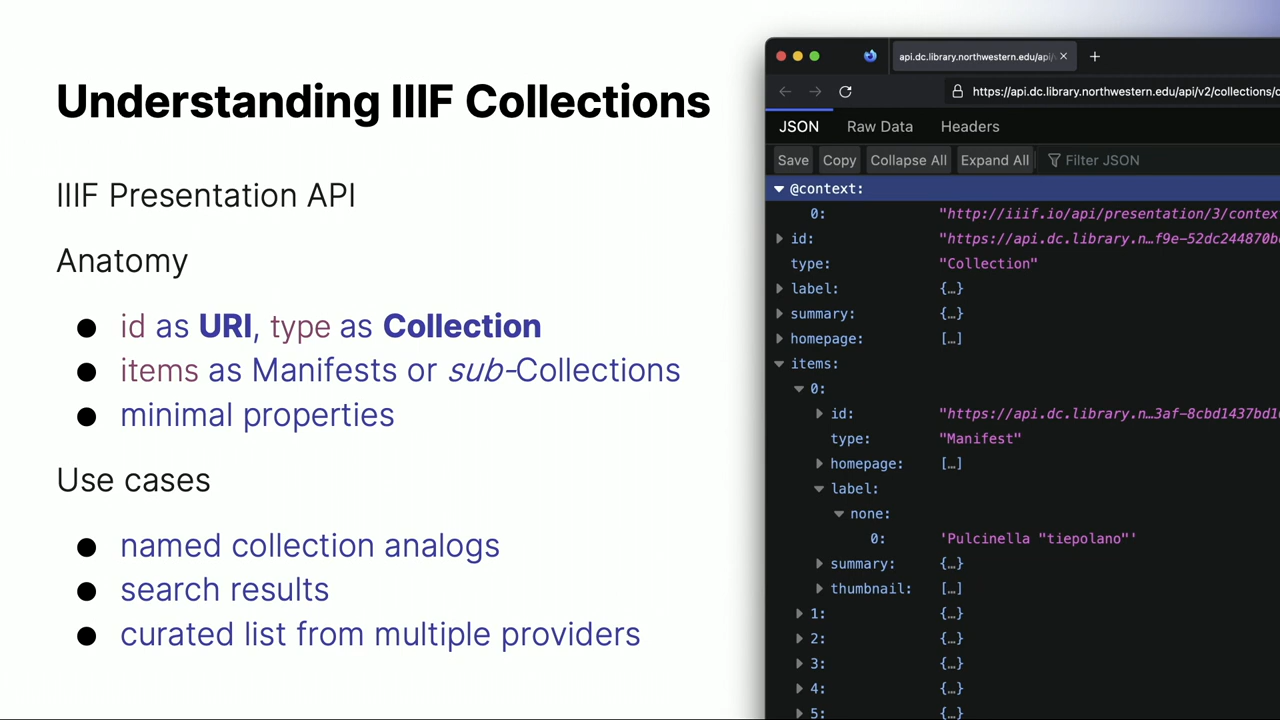 Understanding IIIF Collections
IIIF Presentation API
Anatomy
● id as URI, type as Collection
● items as Manifests or sub-Collections
● minimal properties
Use cases
● named collection analogs
● search results
● curated list from multiple providers
api.dc.library.northwestern.edu/api/
https://api.dc.library.northwestern.edu/api/v2/collections/
JSON Raw Data Headers
Save Copy Collapse All Expand All Filter JSON
@context:
0: "http://iiif.io/api/presentation/3/contex
id: "https://api.dc.library.n…f9e-52dc244870b
type: "Collection"
label: {…}
summary: {…}
homepage: […]
items:
0:
id: "https://api.dc.library.n…3af-8cbd1437bd1
type: "Manifest"
homepage: […]
label:
none:
0: 'Pulcinella "tiepolano"'
summary: {…}
thumbnail: […]
1: {…}
2: {…}
3: {…}
4: {…}
5: {…}